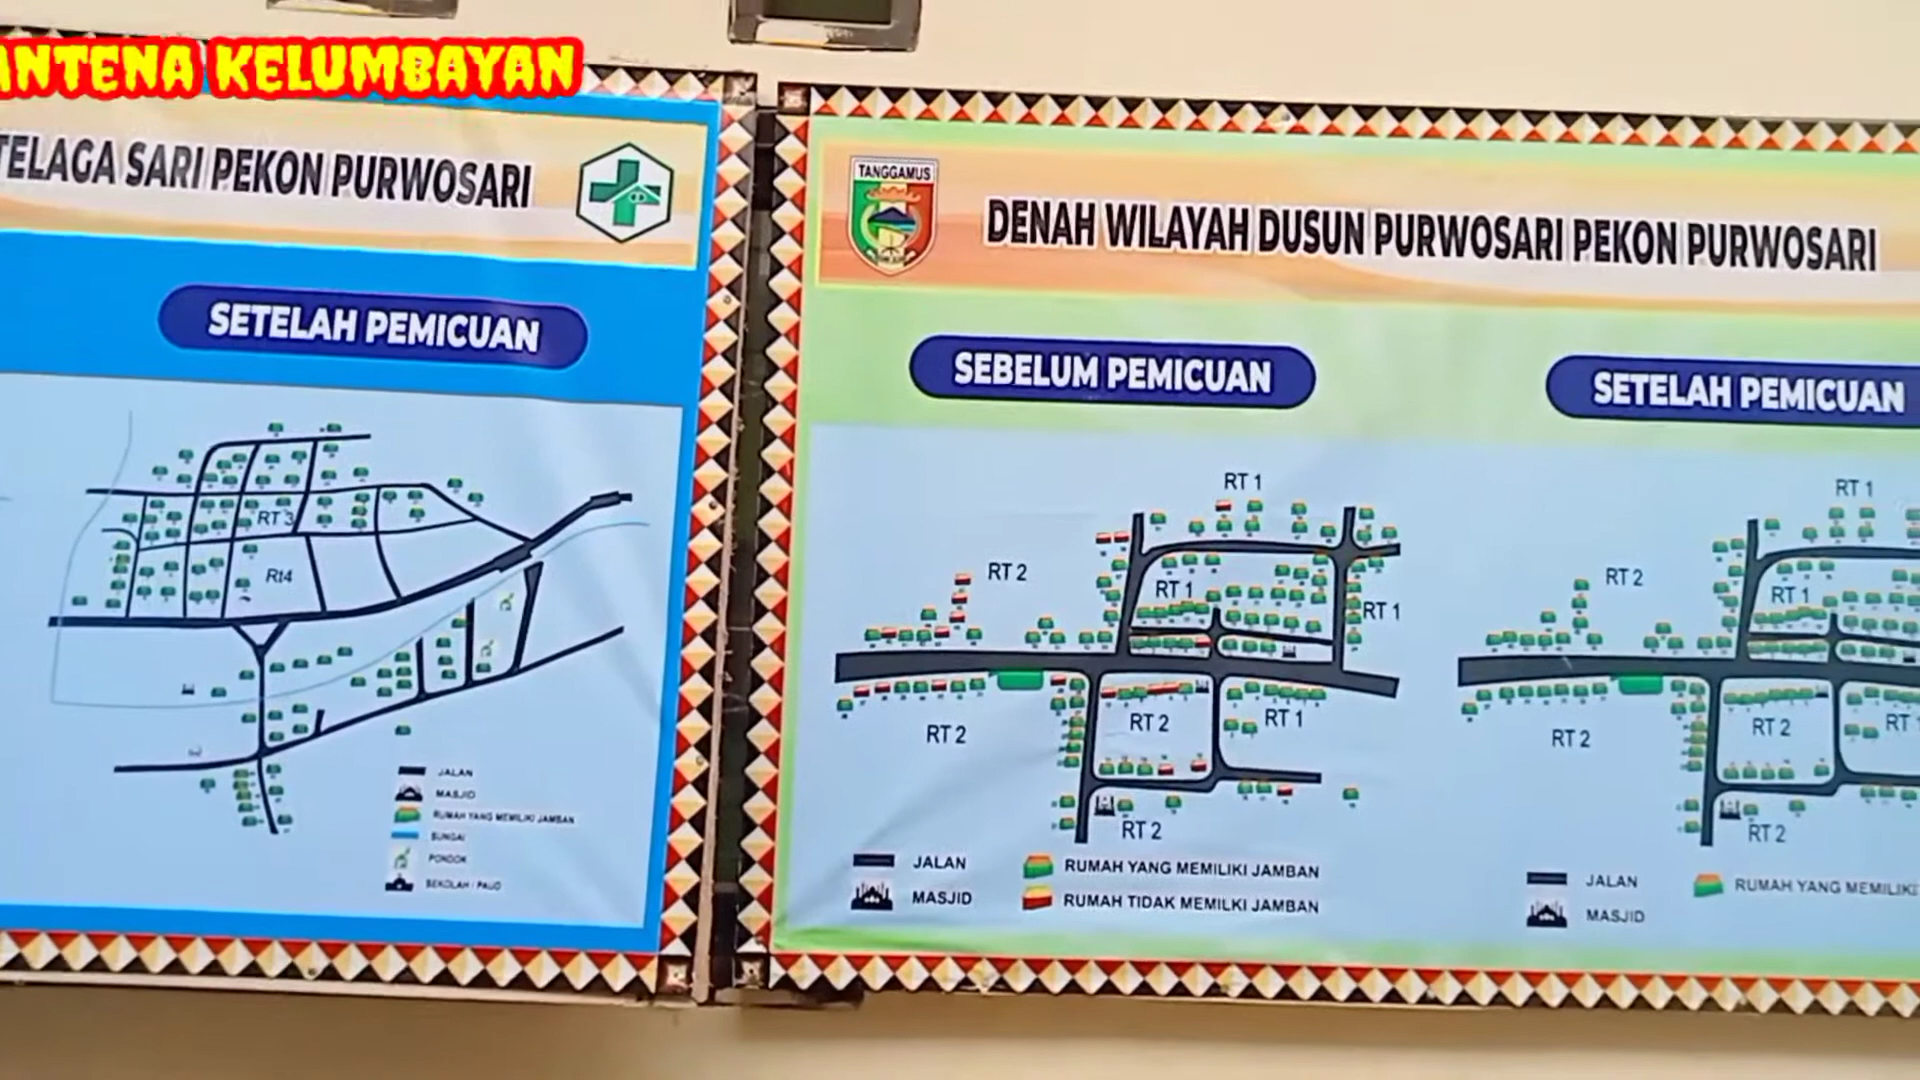 ANTENA KELUMBAYAN
TELAGA SARI PEKON PURWOSARI
SETELAH PEMICUAN
RT 3
Rt4
JALAN
MASJID
RUMAH YANG MEMILIKI JAMBAN
SUNGAI
PONDOK
SEKOLAH / PAUD
TANGGAMUS
DENAH WILAYAH DUSUN PURWOSARI PEKON PURWOSARI
SEBELUM PEMICUAN
RT 1
RT 2
RT 1
RT 1
RT 2
RT 2
RT 1
RT 2
JALAN
MASJID
RUMAH YANG MEMILIKI JAMBAN
RUMAH TIDAK MEMILKI JAMBAN
SETELAH PEMICUAN
RT 1
RT 2
RT 1
RT 2
RT 2
RT
RT 2
JALAN
MASJID
RUMAH YANG MEMILIKI